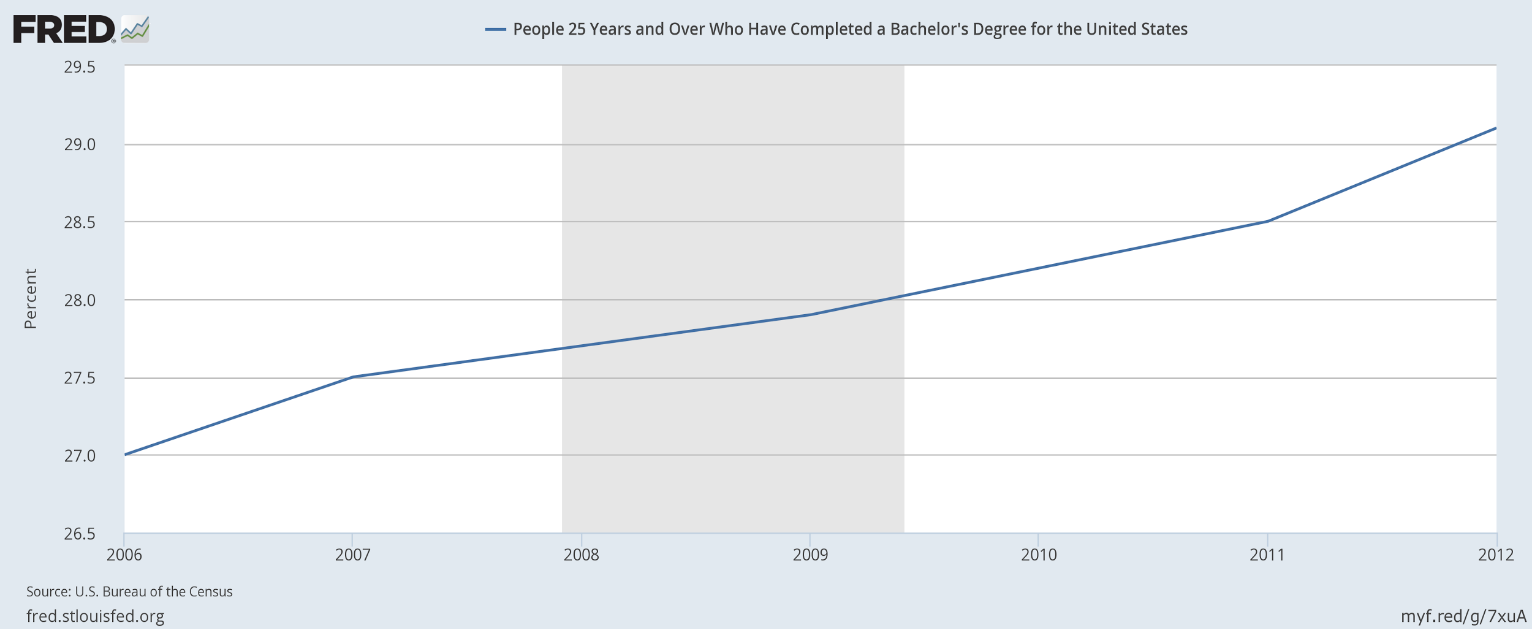 FRED
People 25 Years and Over Who Have Completed a Bachelor's Degree for the United States
29.5
29.0
28.5
28.0
27.5
27.0
26.5
Percent
2006 2007 2008 2009 2010 2011 2012
Source: U.S. Bureau of the Census
fred.stlouisfed.org myf.red/g/7xuA